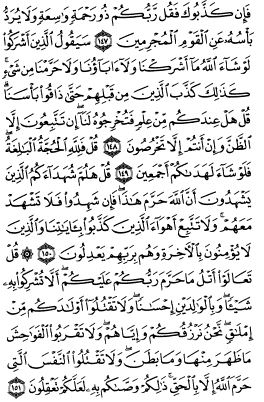 فَإِن كَذَّبُوكَ فَقُل رَّبُّكُمْ ذُو رَحْمَةٍ وَاسِعَةٍ وَلَا يُرَدُّ
بَأْسُهُۥ عَنِ ٱلْقَوْمِ ٱلْمُجْرِمِينَ ١٤٧ سَيَقُولُ ٱلَّذِينَ أَشْرَكُوا۟
لَوْ شَآءَ ٱللَّهُ مَآ أَشْرَكْنَا وَلَآ ءَابَآؤُنَا وَلَا حَرَّمْنَا مِن شَىْءٍ
كَذَٰلِكَ كَذَّبَ ٱلَّذِينَ مِن قَبْلِهِمْ حَتَّىٰ ذَاقُوا۟ بَأْسَنَا
قُلْ هَلْ عِندَكُم مِّنْ عِلْمٍ فَتُخْرِجُوهُ لَنَآ إِن تَتَّبِعُونَ إِلَّا
ٱلظَّنَّ وَإِنْ أَنتُمْ إِلَّا تَخْرُصُونَ ١٤٨ قُلْ فَلِلَّهِ ٱلْحُجَّةُ ٱلْبَٰلِغَةُ
فَلَوْ شَآءَ لَهَدَىٰكُمْ أَجْمَعِينَ ١٤٩ قُلْ هَلُمَّ شُهَدَآءَكُمُ ٱلَّذِينَ
يَشْهَدُونَ أَنَّ ٱللَّهَ حَرَّمَ هَٰذَا فَإِن شَهِدُوا۟ فَلَا تَشْهَدْ
مَعَهُمْ وَلَا تَتَّبِعْ أَهْوَآءَ ٱلَّذِينَ كَذَّبُوا۟ بِـَٔايَٰتِنَا وَٱلَّذِينَ
لَا يُؤْمِنُونَ بِٱلْـَٔاخِرَةِ وَهُم بِرَبِّهِمْ يَعْدِلُونَ ١٥٠ ۞ قُلْ
تَعَالَوْا۟ أَتْلُ مَا حَرَّمَ رَبُّكُمْ عَلَيْكُمْ أَلَّا تُشْرِكُوا۟ بِهِۦ
شَيْـًٔا وَبِٱلْوَٰلِدَيْنِ إِحْسَٰنًا وَلَا تَقْتُلُوٓا۟ أَوْلَٰدَكُم مِّنْ
إِمْلَٰقٍ نَّحْنُ نَرْزُقُكُمْ وَإِيَّاهُمْ وَلَا تَقْرَبُوا۟ ٱلْفَوَٰحِشَ
مَا ظَهَرَ مِنْهَا وَمَا بَطَنَ وَلَا تَقْتُلُوا۟ ٱلنَّفْسَ ٱلَّتِى
حَرَّمَ ٱللَّهُ إِلَّا بِٱلْحَقِّ ذَٰلِكُمْ وَصَّىٰكُم بِهِۦ لَعَلَّكُمْ تَعْقِلُونَ ١٥١